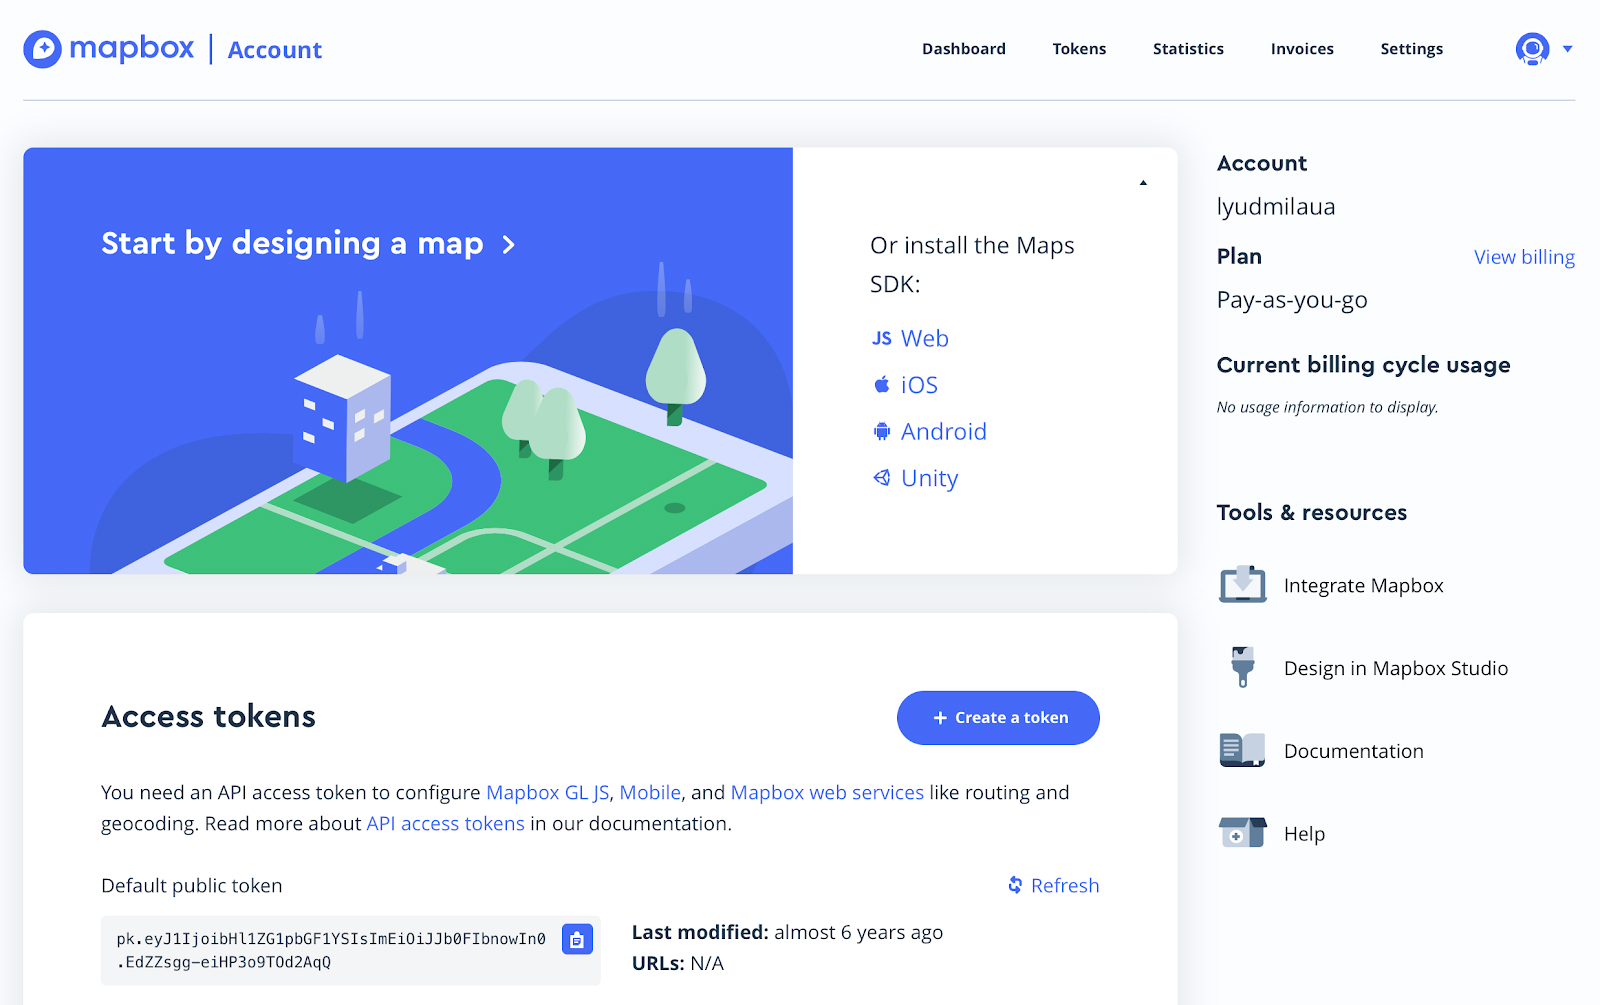 mapbox | Account
Dashboard
Tokens
Statistics
Invoices
Settings
Start by designing a map
Or install the Maps
SDK:
JS Web
iOS
Android
Unity
Account
lyudmilaua
Plan
View billing
Pay-as-you-go
Current billing cycle usage
No usage information to display.
Tools & resources
Integrate Mapbox
Design in Mapbox Studio
Documentation
Help
Access tokens
+ Create a token
You need an API access token to configure Mapbox GL JS, Mobile, and Mapbox web services like routing and
geocoding. Read more about API access tokens in our documentation.
Default public token
Refresh
pk.eyJ1IjoibHl1ZG1pbGF1YSIsImEiOiJJb0FIbnowIn0
.EdZZsgg-eiHP3o9TOd2AqQ
Last modified: almost 6 years ago
URLs: N/A